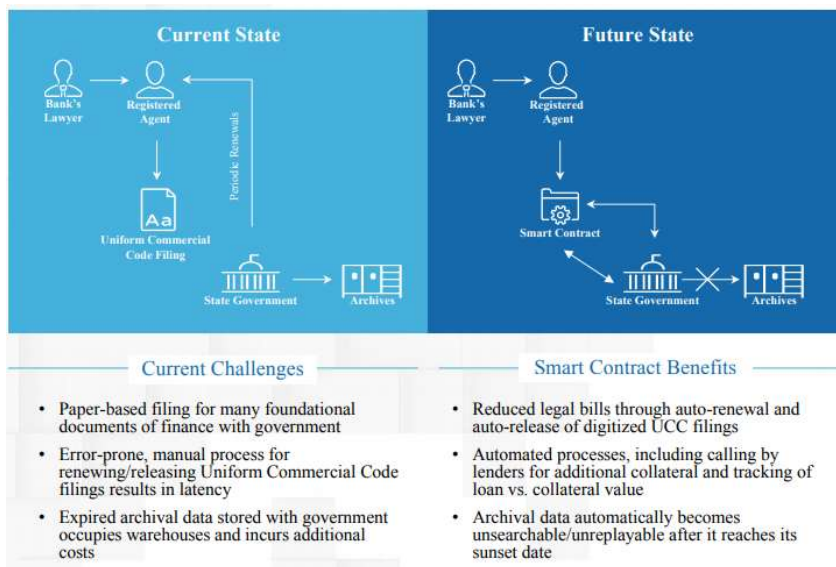 Current State
Bank's
Lawyer
Registered
Agent
Periodic Renewals
Aa
Uniform Commercial
Code Filing
State Government
Archives
Future State
Bank's
Lawyer
Registered
Agent
Smart Contract
State Government
Archives
Current Challenges
• Paper-based filing for many foundational
documents of finance with government
• Error-prone, manual process for
renewing/releasing Uniform Commercial Code
filings results in latency
• Expired archival data stored with government
occupies warehouses and incurs additional
costs
Smart Contract Benefits
• Reduced legal bills through auto-renewal and
auto-release of digitized UCC filings
• Automated processes, including calling by
lenders for additional collateral and tracking of
loan vs. collateral value
• Archival data automatically becomes
unsearchable/unreplayable after it reaches its
sunset date